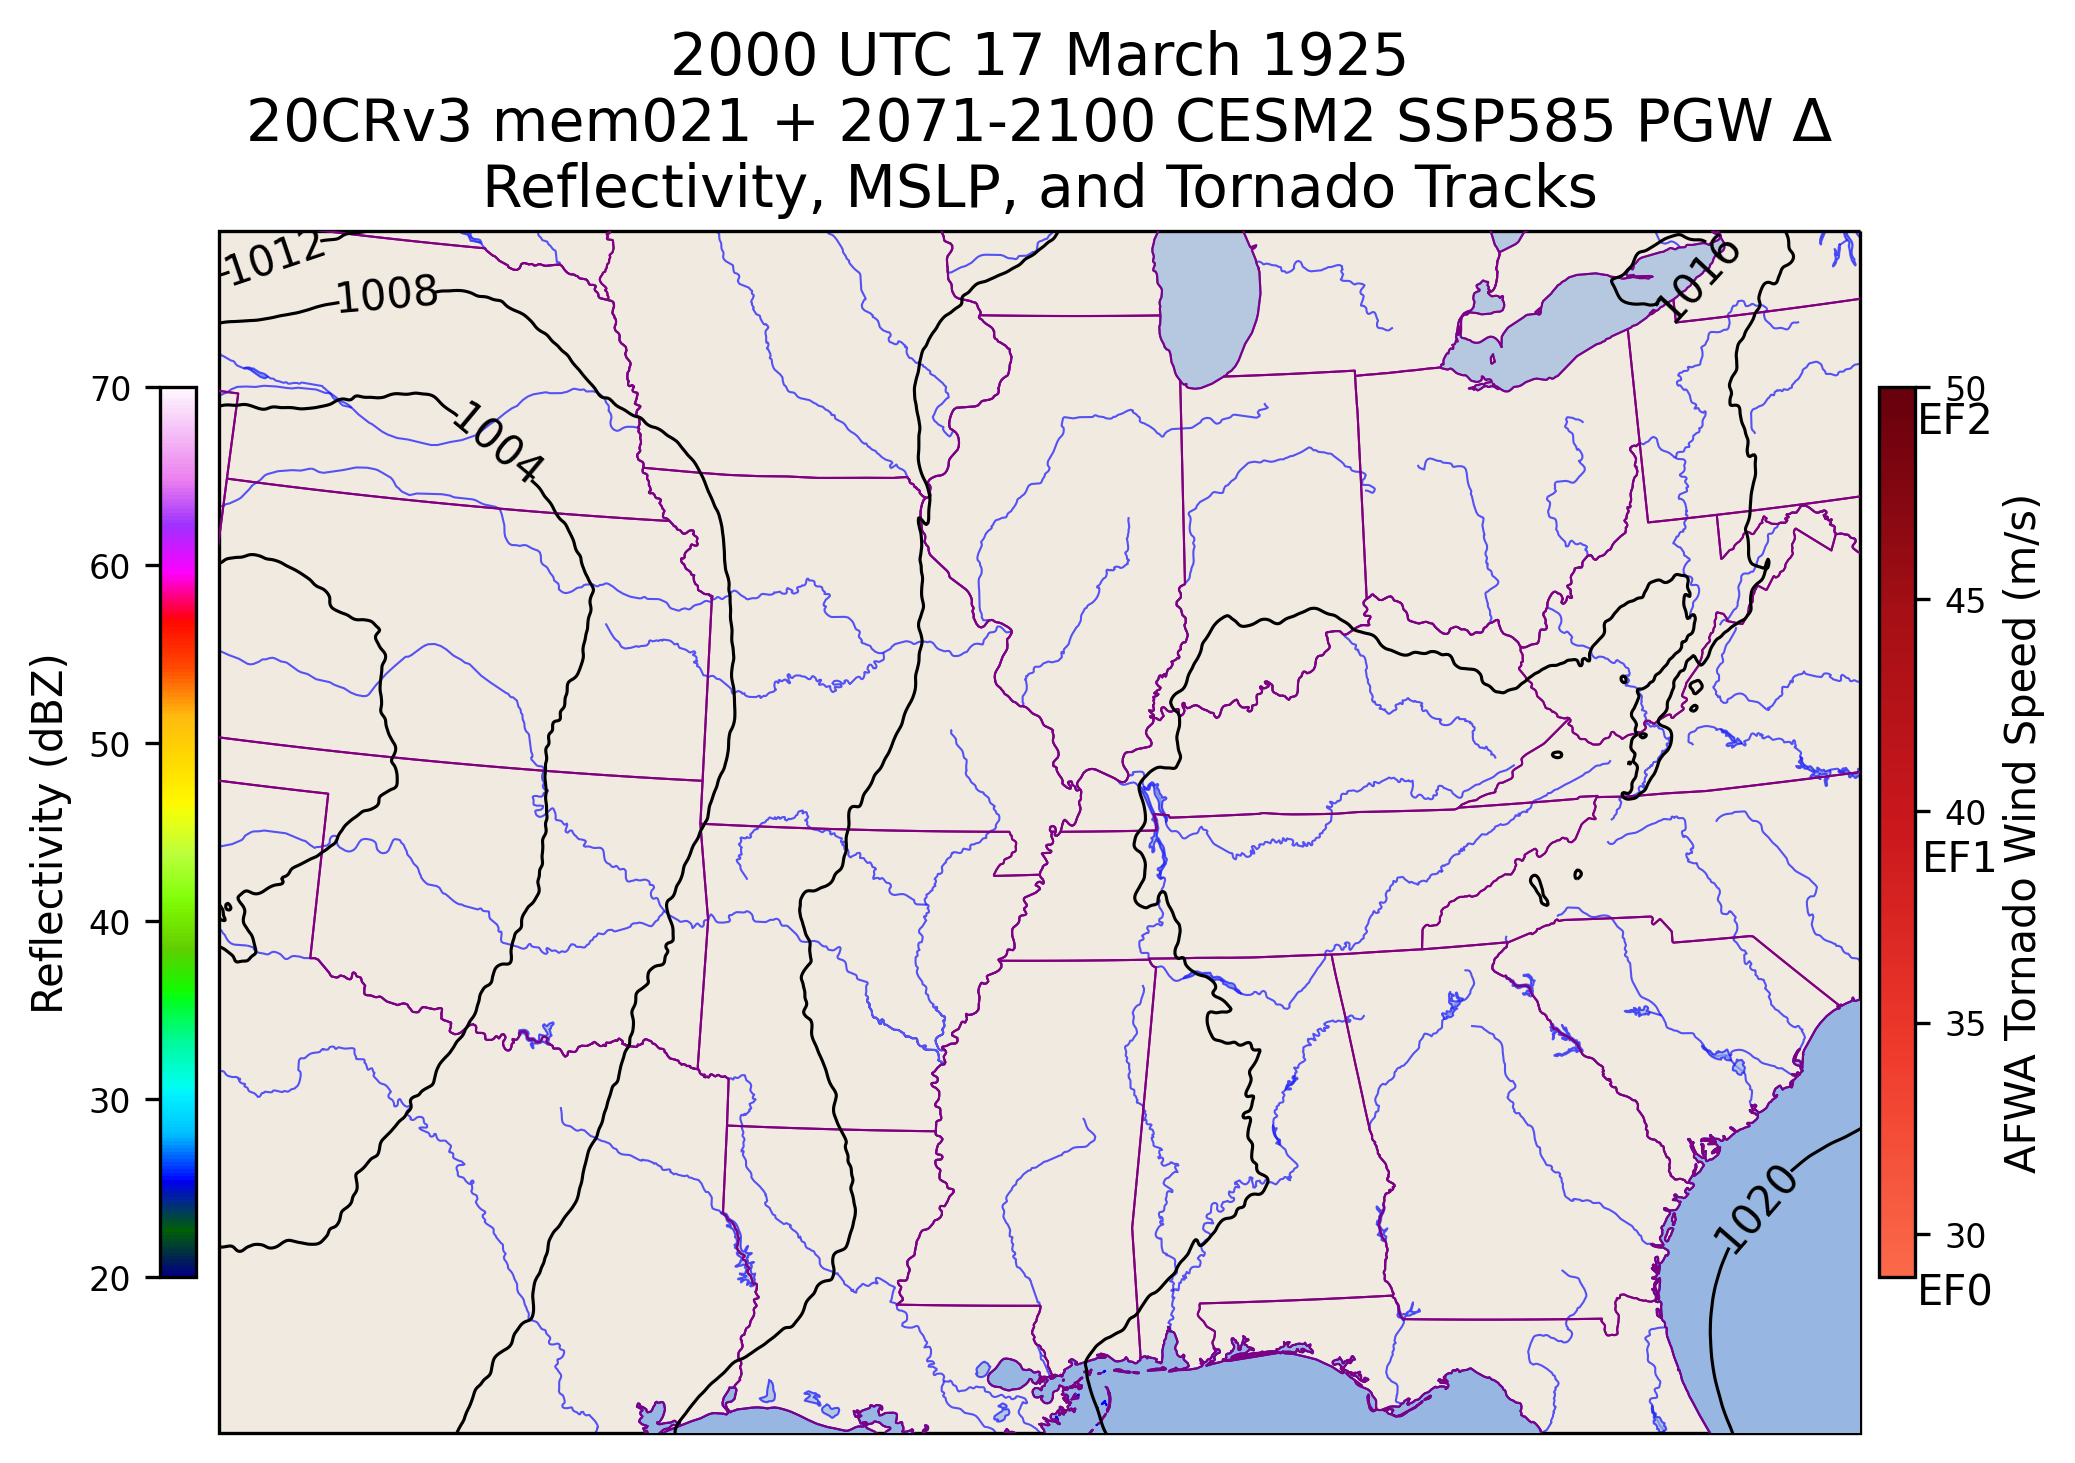 2000 UTC 17 March 1925
20CRv3 mem021 + 2071-2100 CESM2 SSP585 PGW Δ
Reflectivity, MSLP, and Tornado Tracks
1012
1008
1004
1016
1020
70
60
50
40
30
20
Reflectivity (dBZ)
50
EF2
45
40
EF1
35
30
EF0
AFWA Tornado Wind Speed (m/s)